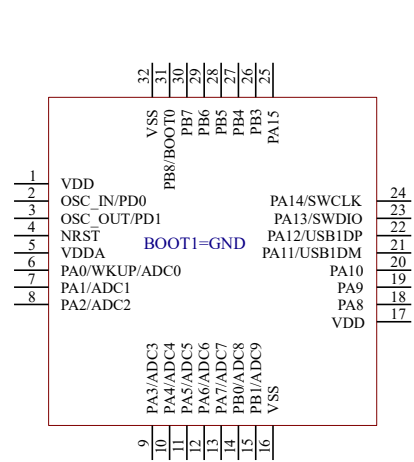 32
31
30
29
28
27
26
25
VSS
PB8/BOOT0
PB7
PB6
PB5
PB4
PB3
PA15
1 VDD
2 OSC_IN/PD0
3 OSC_OUT/PD1
4 NRST
5 VDDA
6 PA0/WKUP/ADC0
7 PA1/ADC1
8 PA2/ADC2
BOOT1=GND
PA14/SWCLK 24
PA13/SWDIO 23
PA12/USB1DP 22
PA11/USB1DM 21
PA10 20
PA9 19
PA8 18
VDD 17
PA3/ADC3
PA4/ADC4
PA5/ADC5
PA6/ADC6
PA7/ADC7
PB0/ADC8
PB1/ADC9
VSS
9
10
11
12
13
14
15
16